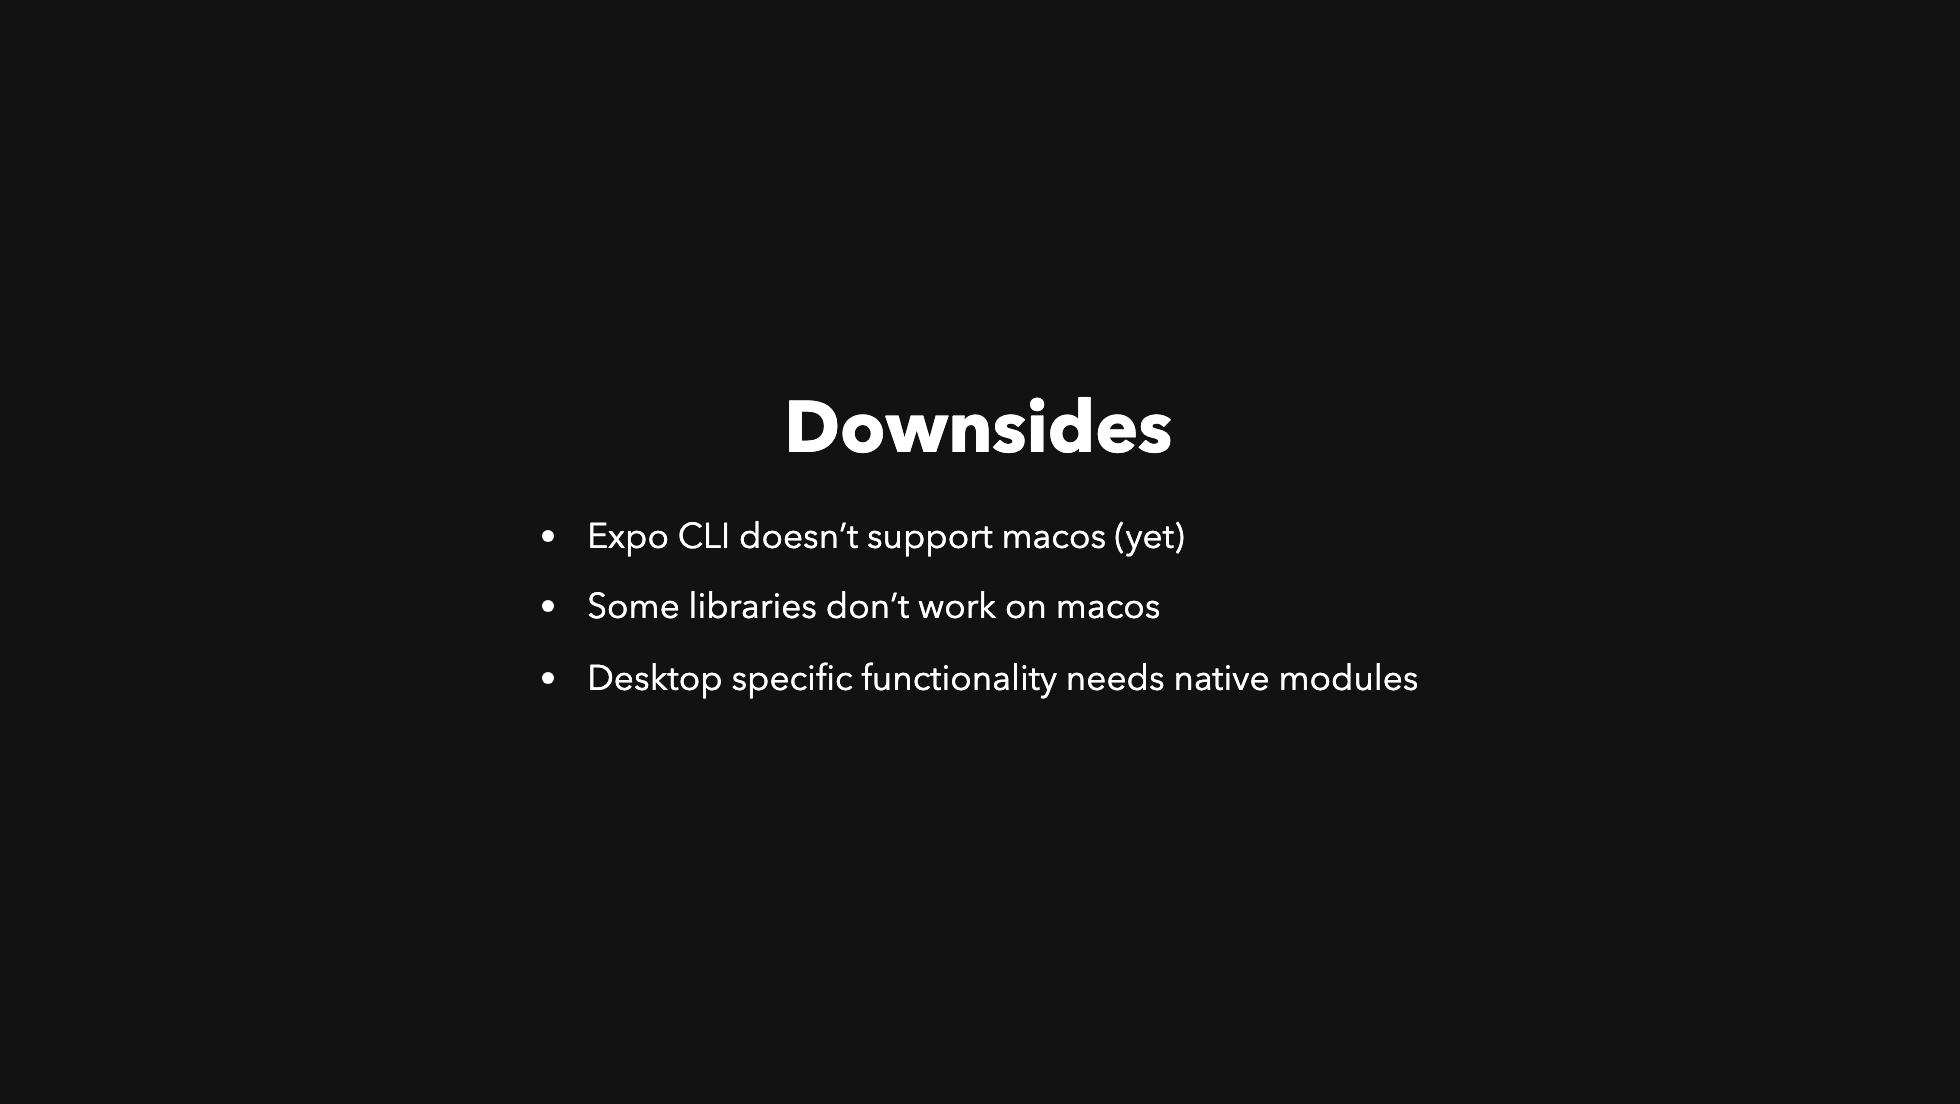 Downsides
• Expo CLI doesn’t support macos (yet)
• Some libraries don’t work on macos
• Desktop specific functionality needs native modules